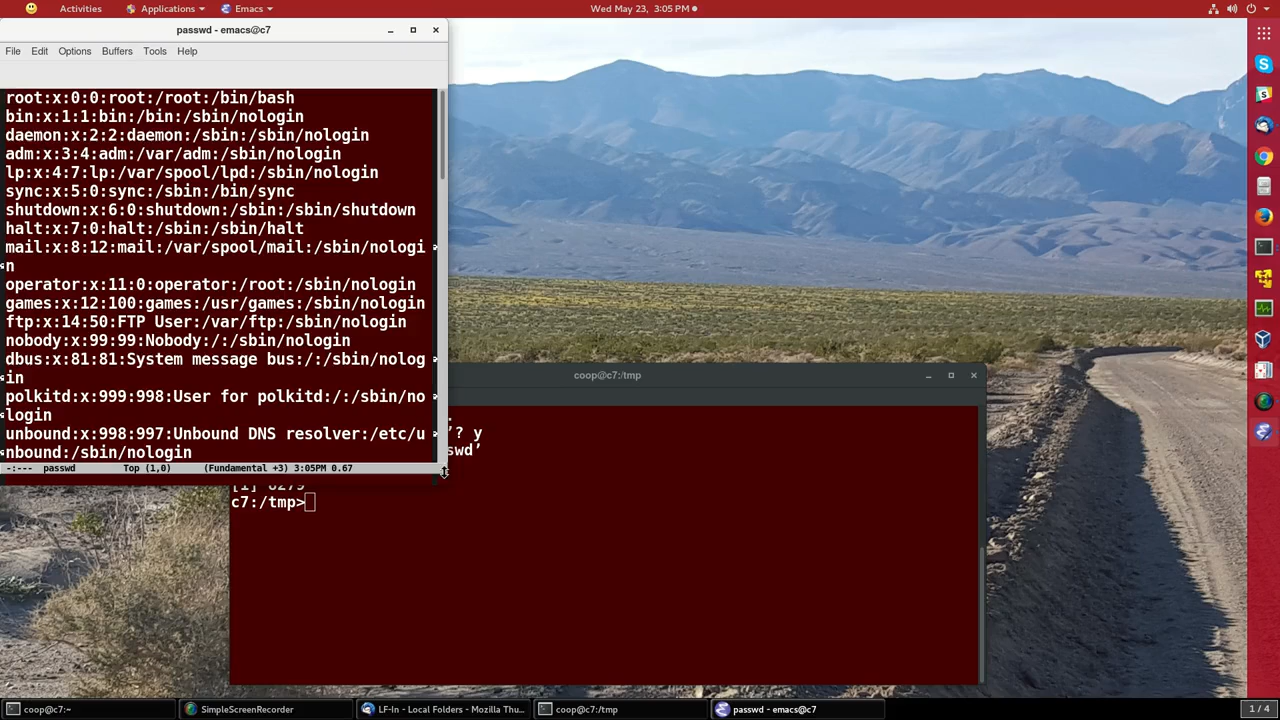 Activities
Applications
Emacs
Wed May 23, 3:05 PM
passwd - emacs@c7
File Edit Options Buffers Tools Help
root:x:0:0:root:/root:/bin/bash
bin:x:1:1:bin:/bin:/sbin/nologin
daemon:x:2:2:daemon:/sbin:/sbin/nologin
adm:x:3:4:adm:/var/adm:/sbin/nologin
lp:x:4:7:lp:/var/spool/lpd:/sbin/nologin
sync:x:5:0:sync:/sbin:/bin/sync
shutdown:x:6:0:shutdown:/sbin:/sbin/shutdown
halt:x:7:0:halt:/sbin:/sbin/halt
mail:x:8:12:mail:/var/spool/mail:/sbin/nologi
n
operator:x:11:0:operator:/root:/sbin/nologin
games:x:12:100:games:/usr/games:/sbin/nologin
ftp:x:14:50:FTP User:/var/ftp:/sbin/nologin
nobody:x:99:99:Nobody:/:/sbin/nologin
dbus:x:81:81:System message bus:/:/sbin/nolog
in
polkitd:x:999:998:User for polkitd:/:/sbin/no
login
unbound:x:998:997:Unbound DNS resolver:/etc/u
nbound:/sbin/nologin
-:--- passwd Top (1,0) (Fundamental +3) 3:05PM 0.67
coop@c7:/tmp
.
’? y
swd’
c7:/tmp>
coop@c7:~
SimpleScreenRecorder
LF-In - Local Folders - Mozilla Thu...
coop@c7:/tmp
passwd - emacs@c7
1 / 4